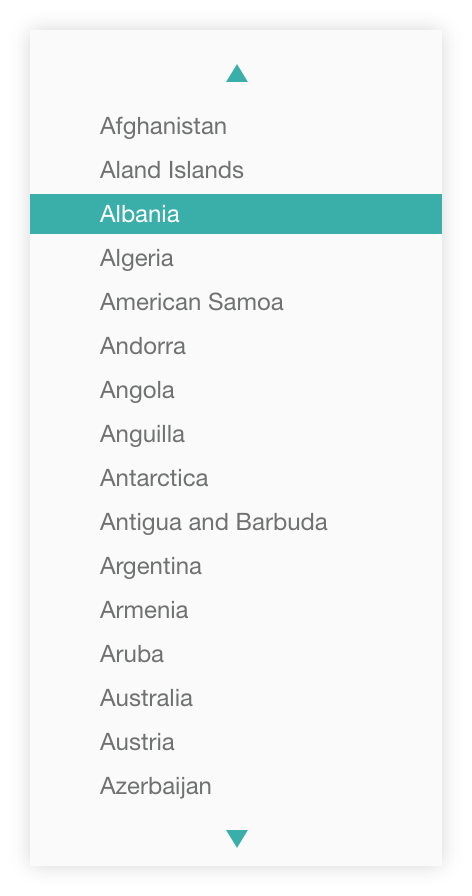 Afghanistan
Aland Islands
Albania
Algeria
American Samoa
Andorra
Angola
Anguilla
Antarctica
Antigua and Barbuda
Argentina
Armenia
Aruba
Australia
Austria
Azerbaijan